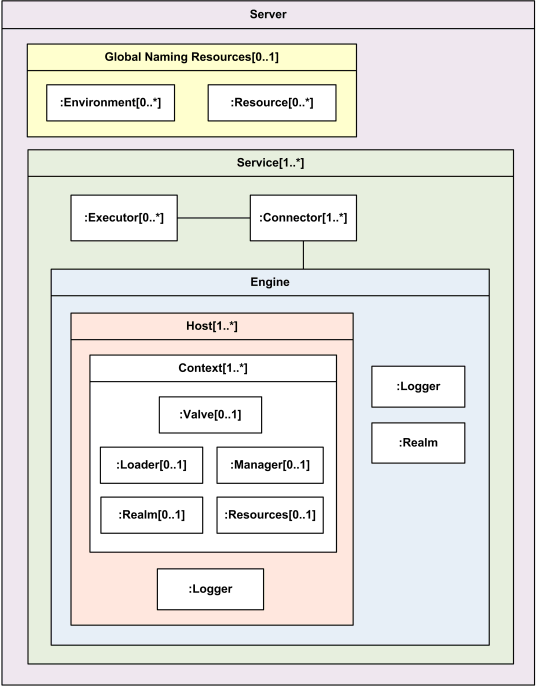 Server
Global Naming Resources[0..1]
:Environment[0..*]
:Resource[0..*]
Service[1..*]
:Executor[0..*]
:Connector[1..*]
Engine
Host[1..*]
Context[1..*]
:Valve[0..1]
:Loader[0..1]
:Manager[0..1]
:Realm[0..1]
:Resources[0..1]
:Logger
:Logger
:Realm